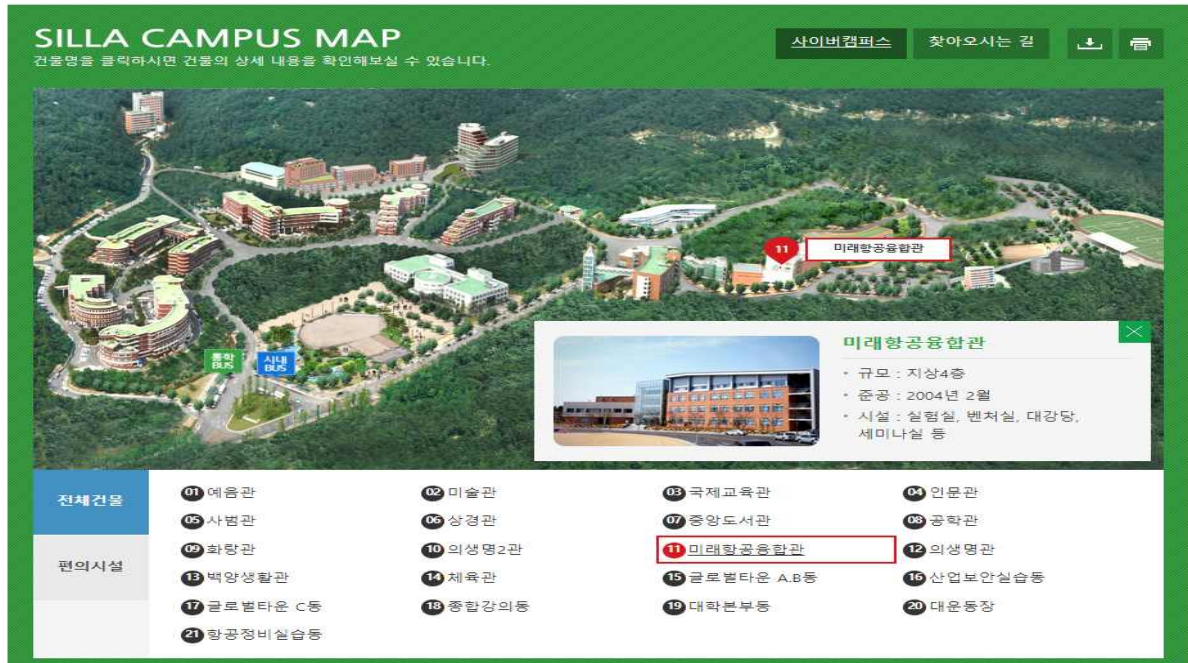 SILLA CAMPUS MAP
건물명을 클릭하시면 건물의 상세 내용을 확인해보실 수 있습니다.
사이버캠퍼스 찾아오시는 길
11 미래항공융합관
통학 BUS
시내 BUS
미래항공융합관
규모 : 지상4층
준공 : 2004년 2월
시설 : 실험실, 벤처실, 대강당,
세미나실 등
전체건물
편의시설
01 예음관 02 미술관 03 국제교육관 04 인문관
05 사범관 06 상경관 07 중앙도서관 08 공학관
09 화랑관 10 의생명2관 11 미래항공융합관 12 의생명관
13 백양생활관 14 체육관 15 글로벌타운 A.B동 16 산업보안실습동
17 글로벌타운 C동 18 종합강의동 19 대학본부동 20 대운동장
21 항공정비실습동